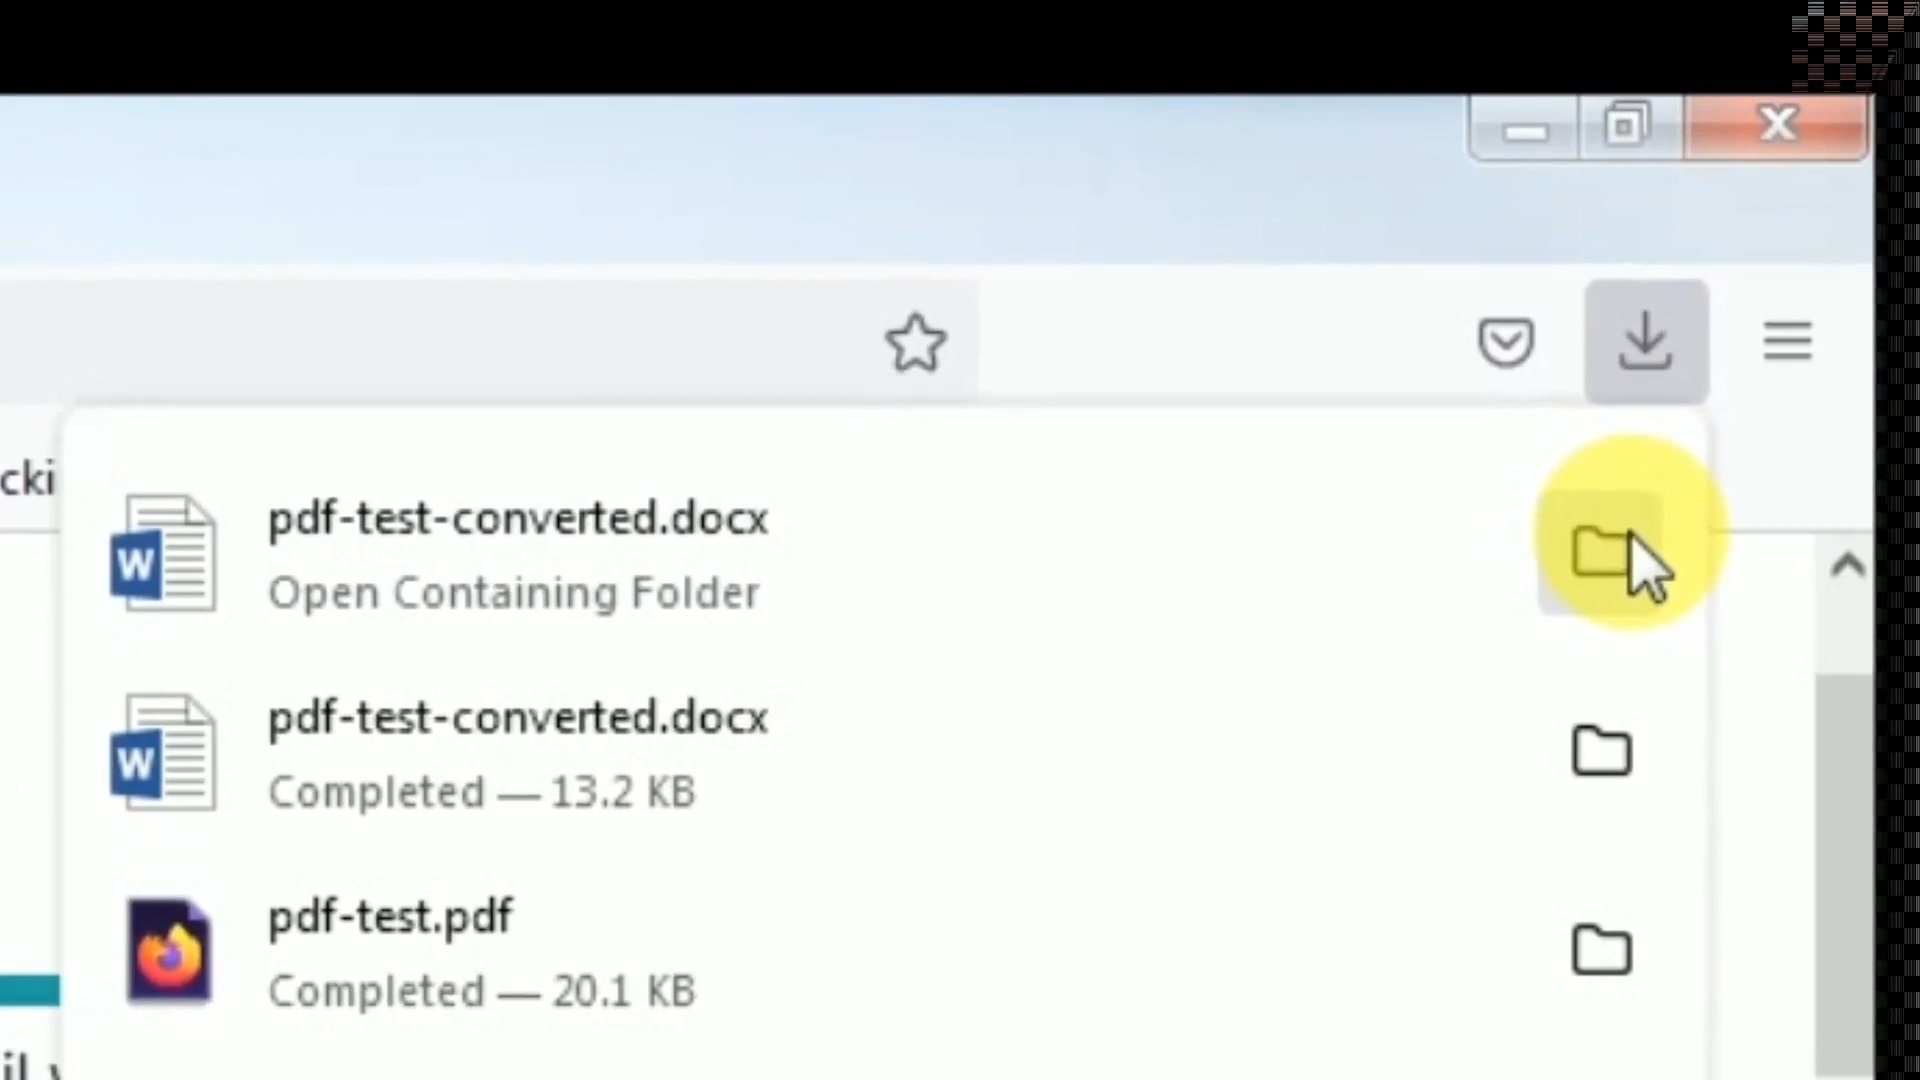 cki
pdf-test-converted.docx
Open Containing Folder
pdf-test-converted.docx
Completed — 13.2 KB
pdf-test.pdf
Completed — 20.1 KB